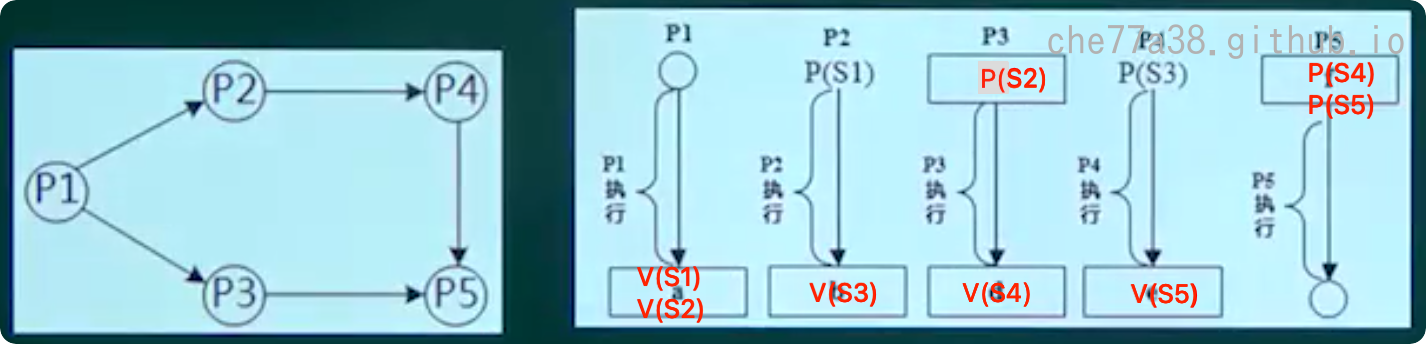 P1
P2
P3
P4
P5
che77a38.github.io
P1
P2
P3
P5
P(S1)
P(S2)
P(S3)
P(S4)
P(S5)
P1
执
行
P2
执
行
P3
执
行
P4
执
行
P5
执
行
V(S1)
V(S2)
a
V(S3)
V(S4)
V(S5)